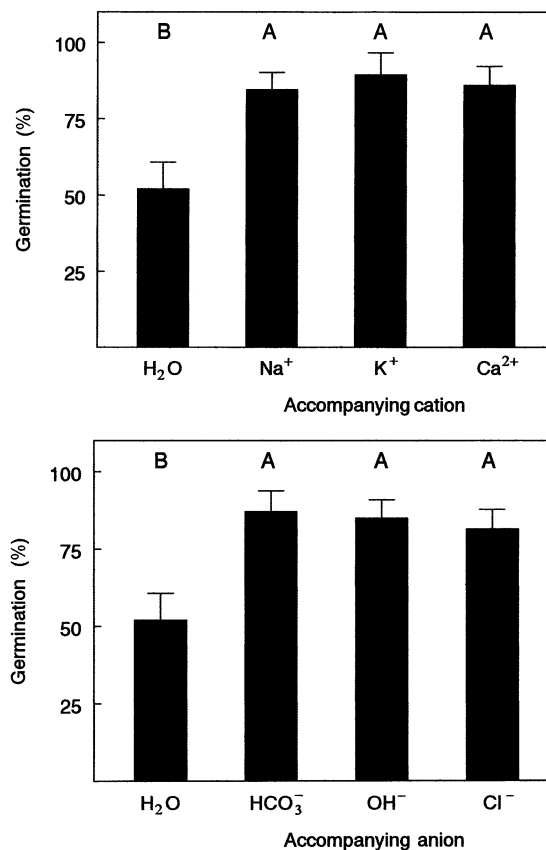 B A A A
100
75
50
25
Germination (%)
H₂O Na⁺ K⁺ Ca²⁺
Accompanying cation
B A A A
100
75
50
25
Germination (%)
H₂O HCO₃⁻ OH⁻ Cl⁻
Accompanying anion